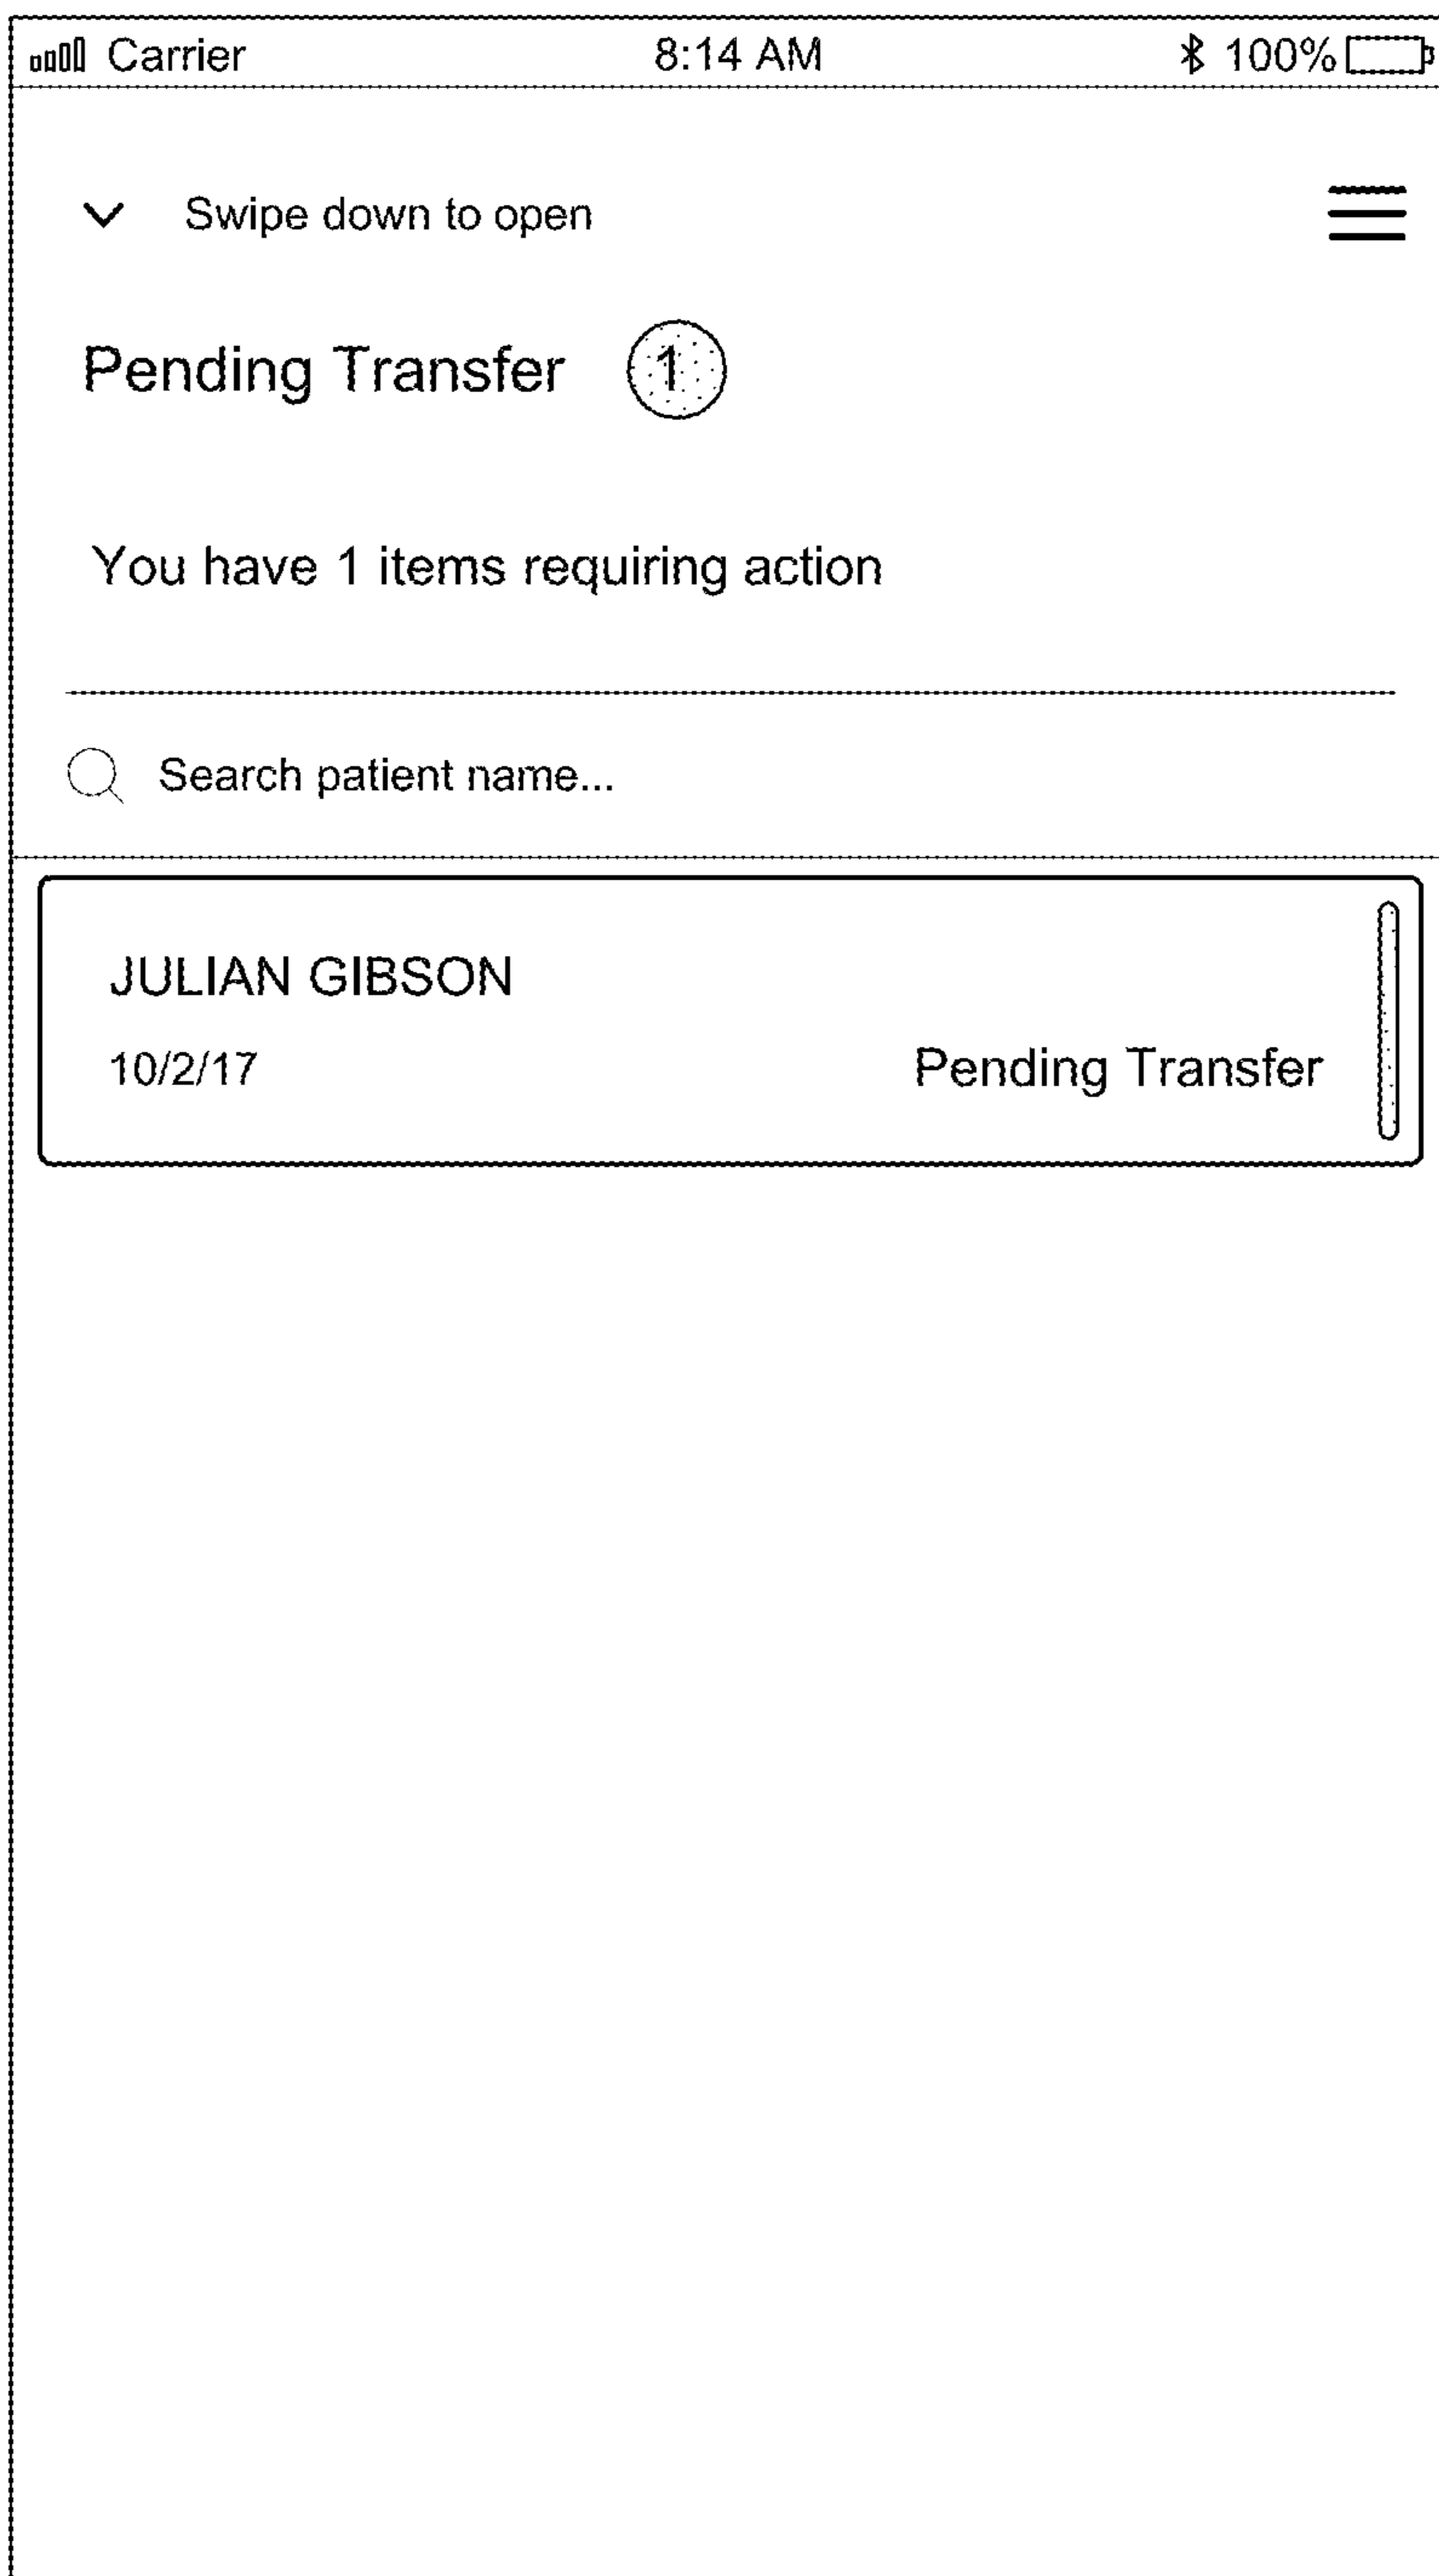 Carrier 8:14 AM 100%
Swipe down to open
Pending Transfer 1
You have 1 items requiring action
Search patient name...
JULIAN GIBSON
10/2/17 Pending Transfer